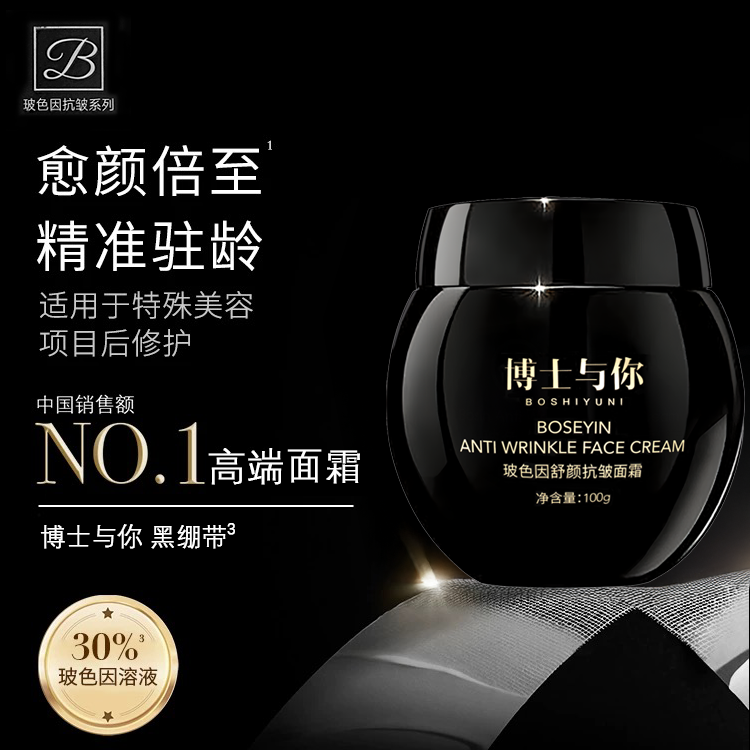 B
玻色因抗皱系列
愈颜倍至1
精准驻龄
适用于特殊美容
项目后修护
中国销售额
NO.1高端面霜
博士与你 黑绷带3
30%3
玻色因溶液
博士与你
BOSHIYUNI
BOSEYIN
ANTI WRINKLE FACE CREAM
玻色因舒颜抗皱面霜
净含量：100g